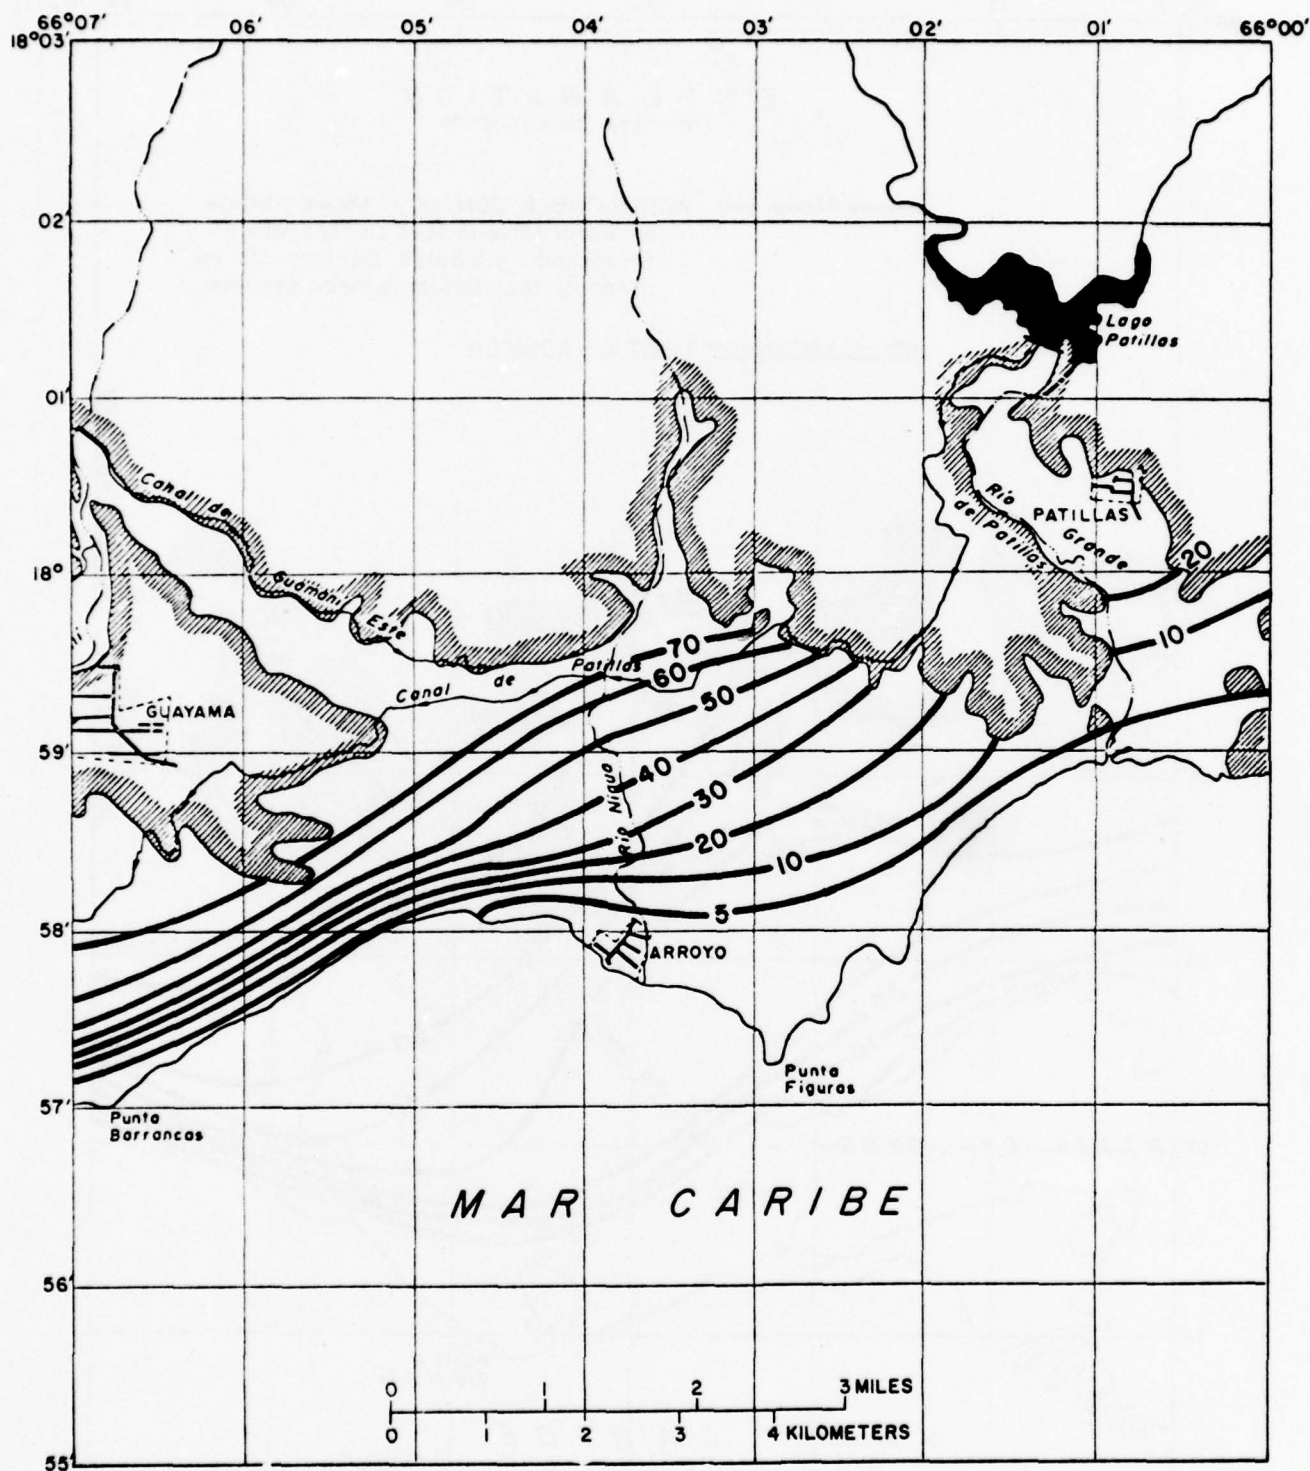 66°07' 06' 05' 04' 03' 02' 01' 66°00'
18°03'
02'
Lago
Patillas
01'
Canal de Guamani Este
Rio Grande
de Patillas
PATILLAS
20
18°
10
70
Canal de Patillas
60
50
GUAYAMA
59'
40
30
Rio Nigua
20
10
5
58'
ARROYO
Punta
Figuras
57'
Punta
Barrancas
MAR CARIBE
56'
0 1 2 3 MILES
0 1 2 3 4 KILOMETERS
55'